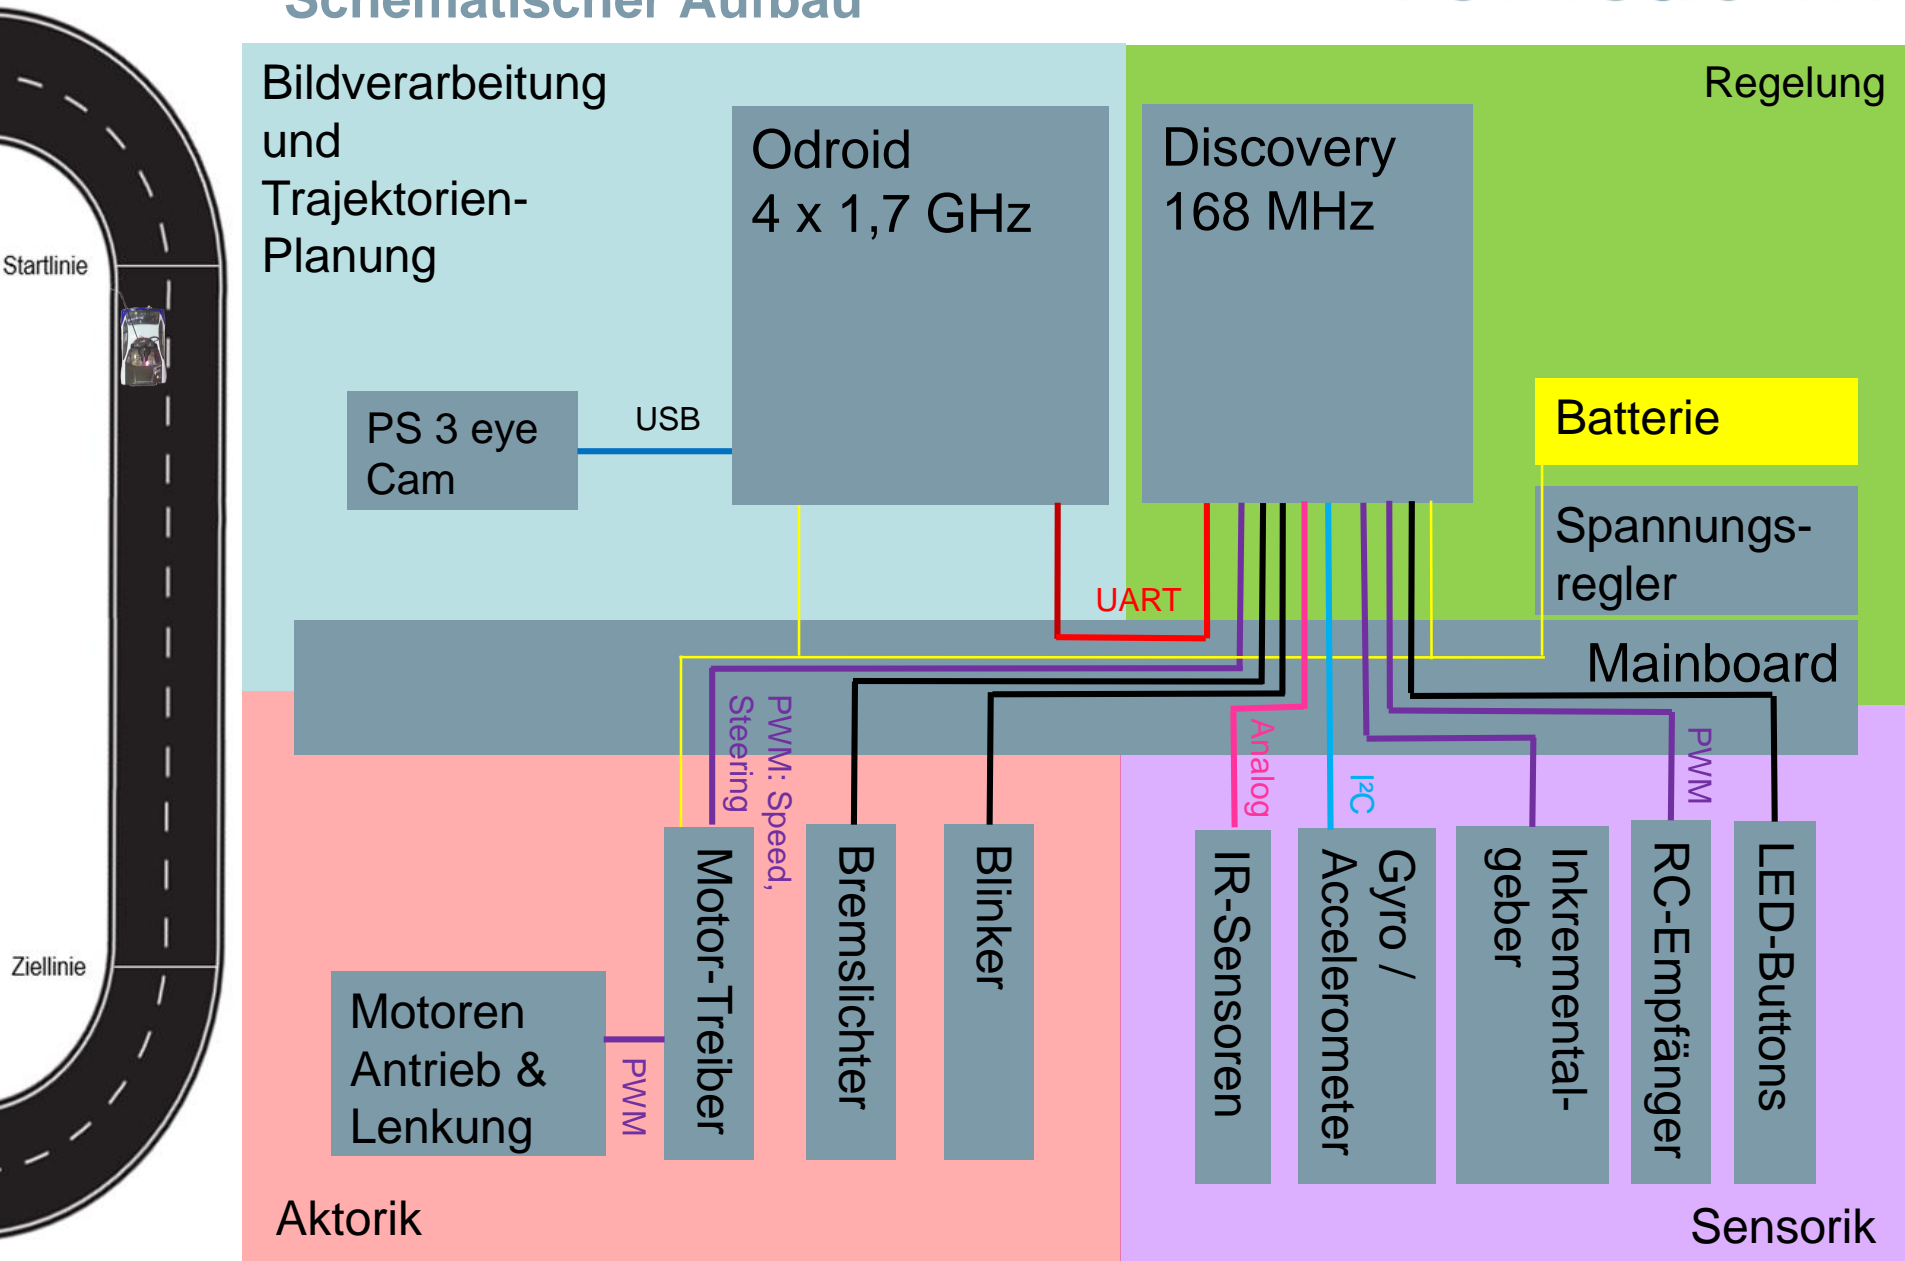 Schematischer Aufbau
Bildverarbeitung
und
Trajektorien-
Planung
Odroid
4 x 1,7 GHz
Discovery
168 MHz
Regelung
Startlinie
PS 3 eye
Cam
USB
Batterie
Spannungs-
regler
UART
Mainboard
PWM: Speed,
Steering
Analog
I²C
PWM
Motor-Treiber
Bremslichter
Blinker
IR-Sensoren
Gyro /
Accelerometer
Inkremental-
geber
RC-Empfänger
LED-Buttons
Ziellinie
Motoren
Antrieb &
Lenkung
PWM
Aktorik
Sensorik